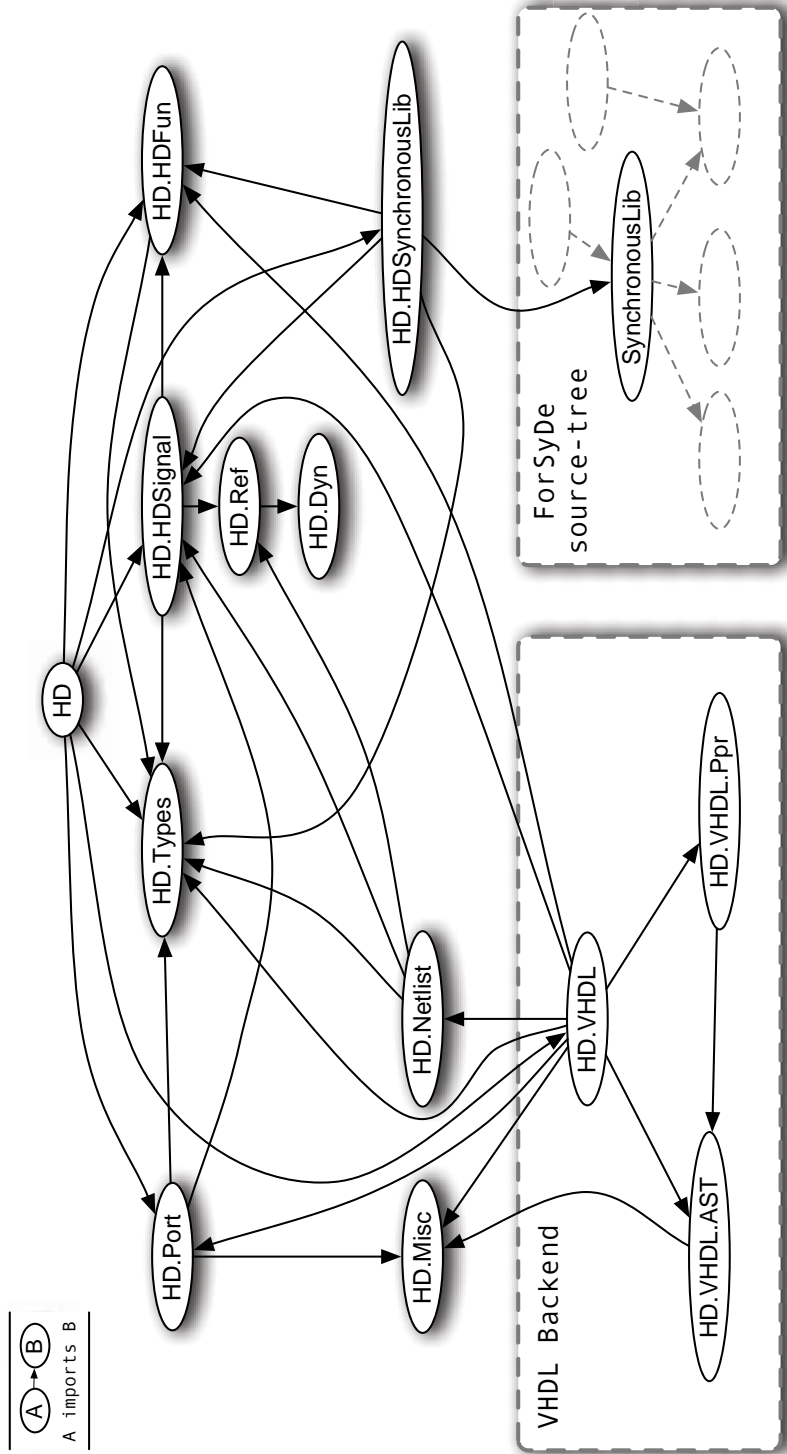 A
B
A imports B
HD
HD.Port
HD.Types
HD.HDSignal
HD.HDFun
HD.Ref
HD.Dyn
HD.Misc
HD.Netlist
HD.HDSynchronousLib
VHDL Backend
HD.VHDL
HD.VHDL.AST
HD.VHDL.Ppr
ForSyDe
source-tree
SynchronousLib